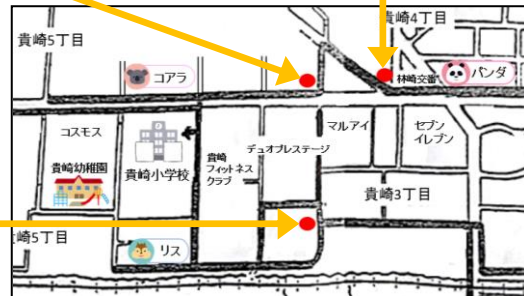 貴崎4丁目
貴崎5丁目
コアラ
林崎交番
パンダ
コスモス
マルアイ
セブン
イレブン
デュオプレステージ
貴崎幼稚園
貴崎小学校
貴崎
フィットネス
クラブ
貴崎3丁目
崎5丁目
リス